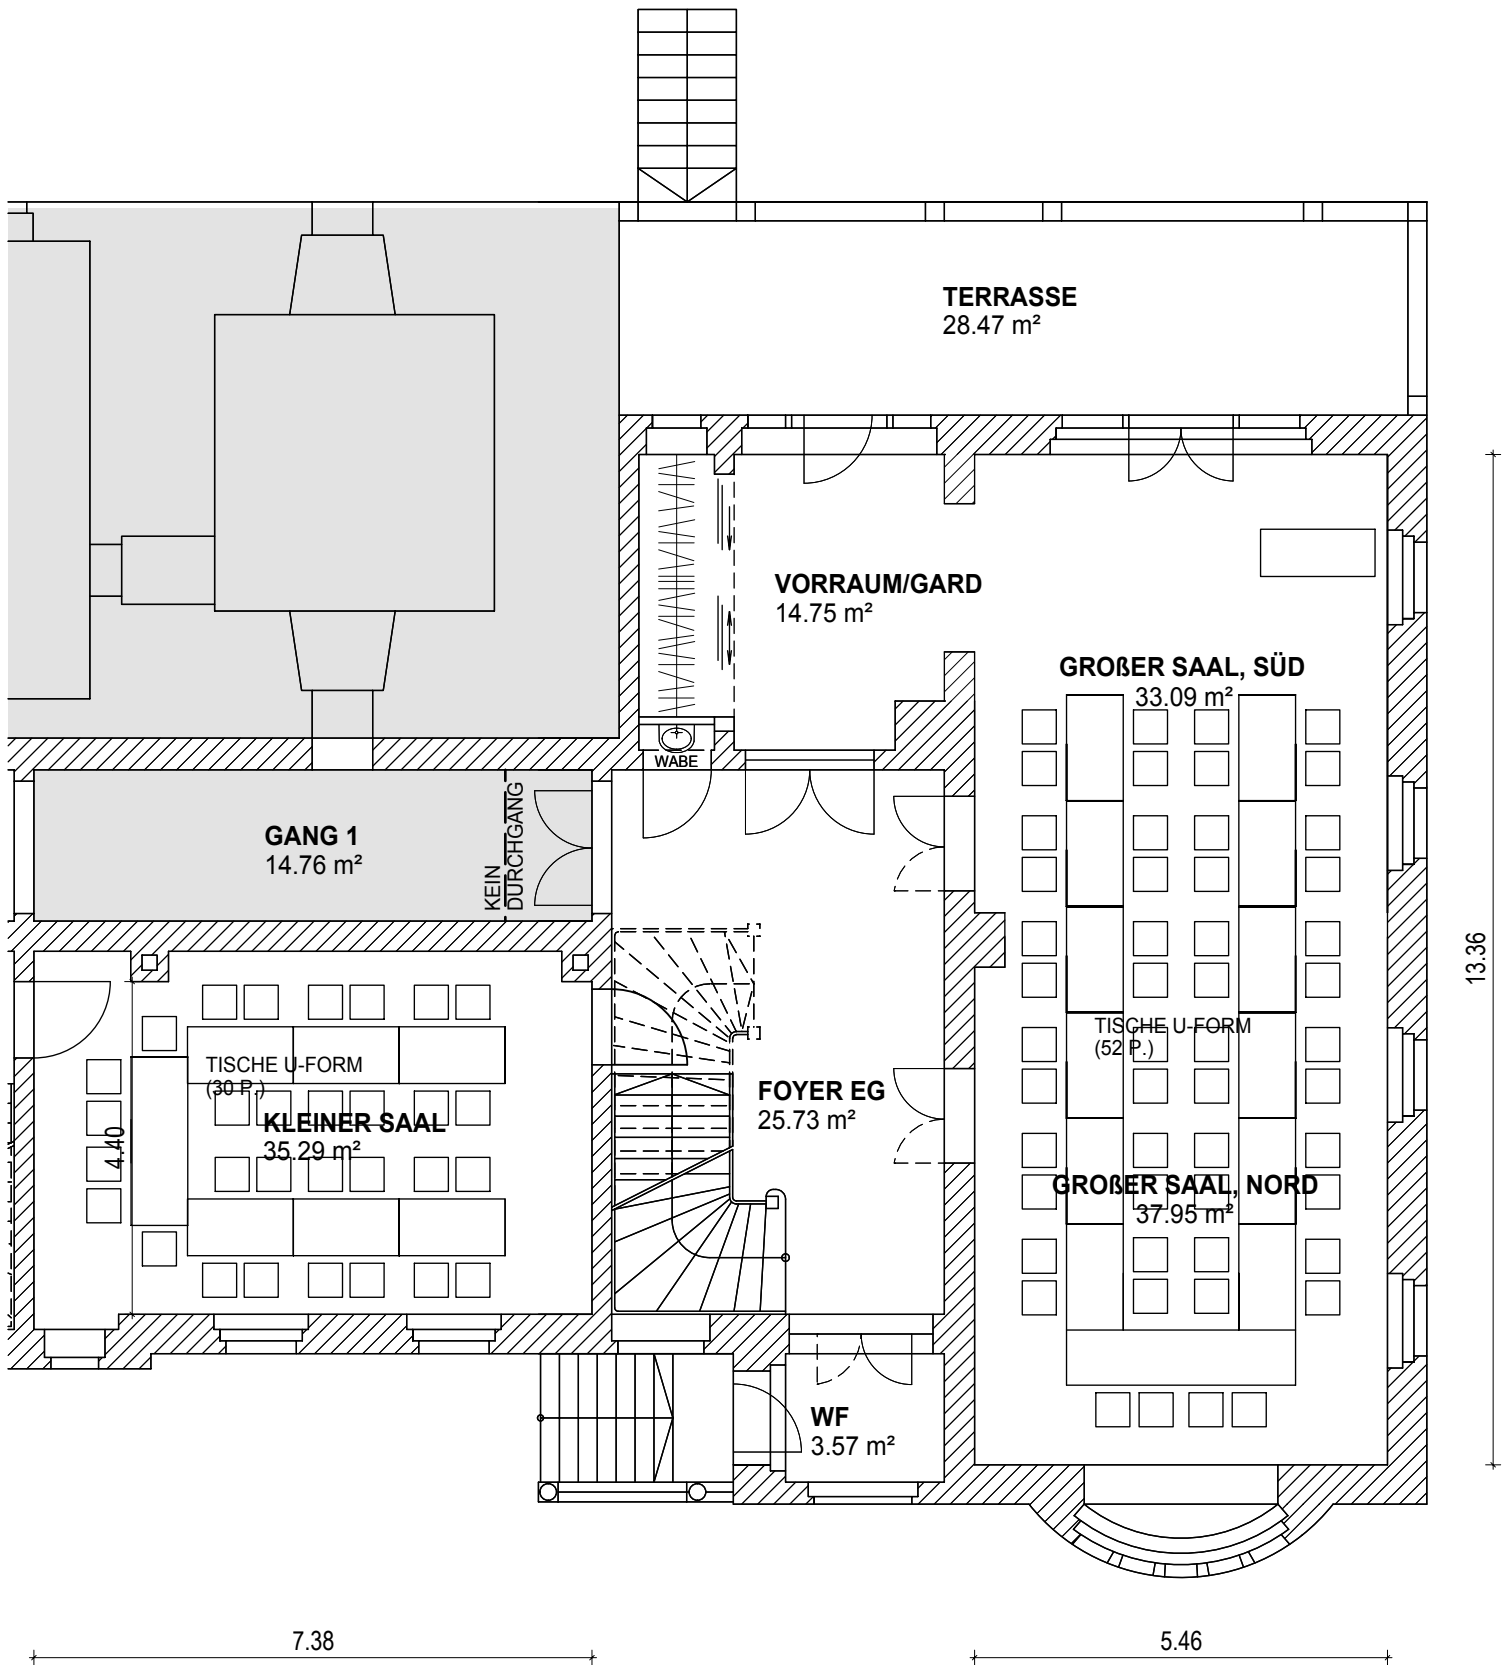 TERRASSE
28.47 m²
VORRAUM/GARD
14.75 m²
GROßER SAAL, SÜD
33.09 m²
WABE
GANG 1
14.76 m²
KEIN
DURCHGANG
13.36
TISCHE U-FORM
(52 P.)
TISCHE U-FORM
(30 P.)
FOYER EG
25.73 m²
KLEINER SAAL
35.29 m²
4.40
GROßER SAAL, NORD
37.95 m²
WF
3.57 m²
7.38
5.46